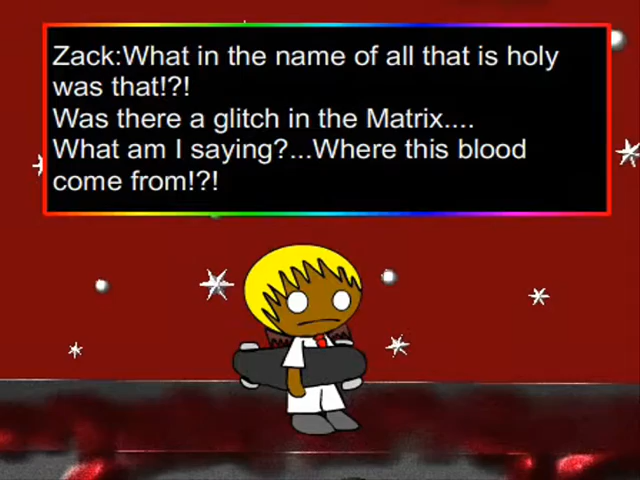 Zack:What in the name of all that is holy
was that!?!
Was there a glitch in the Matrix....
What am I saying?...Where this blood
come from!?!